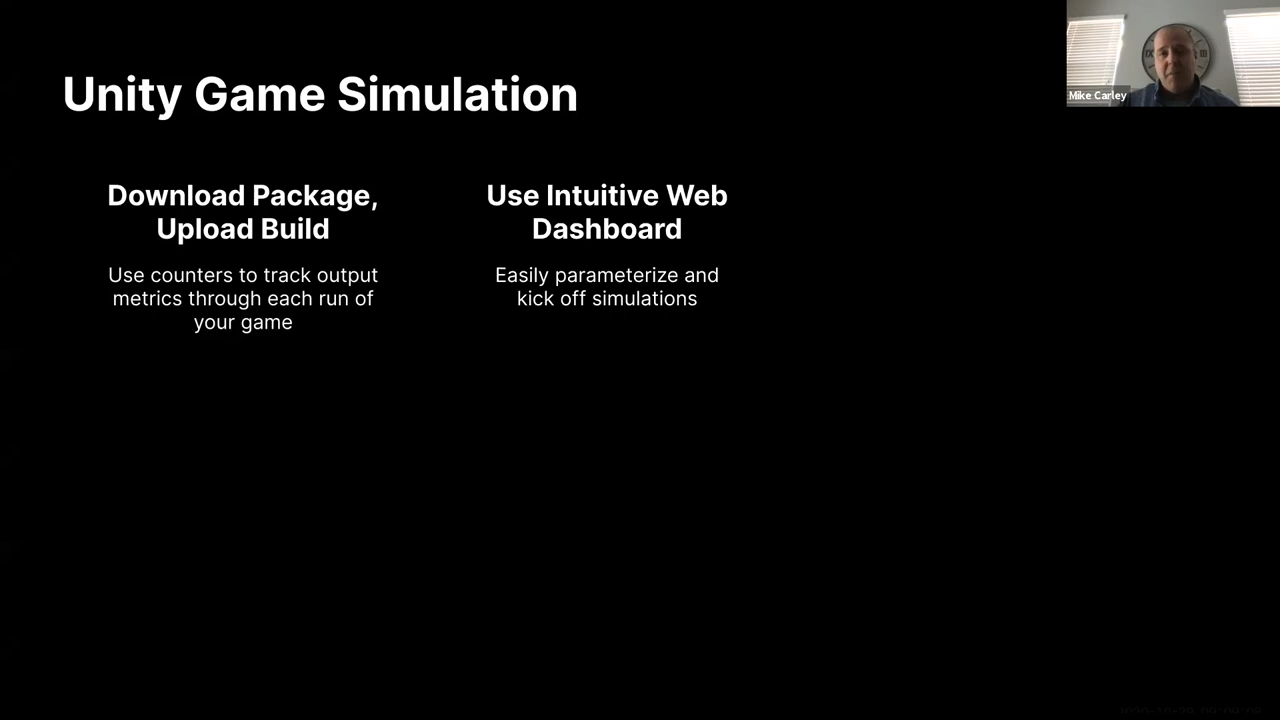 Unity Game Simulation
Mike Carley
Download Package,
Upload Build
Use counters to track output
metrics through each run of
your game
Use Intuitive Web
Dashboard
Easily parameterize and
kick off simulations